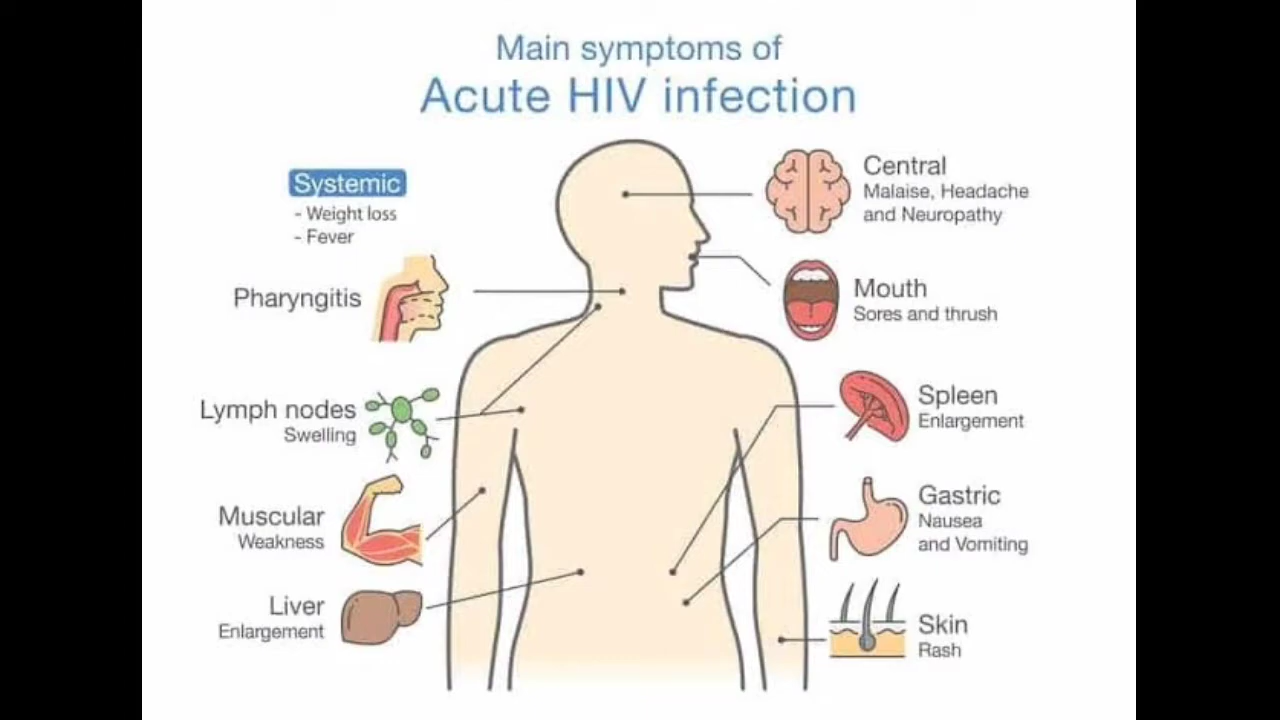 Main symptoms of
Acute HIV infection
Systemic
- Weight loss
- Fever
Pharyngitis
Lymph nodes
Swelling
Muscular
Weakness
Liver
Enlargement
Central
Malaise, Headache
and Neuropathy
Mouth
Sores and thrush
Spleen
Enlargement
Gastric
Nausea
and Vomiting
Skin
Rash